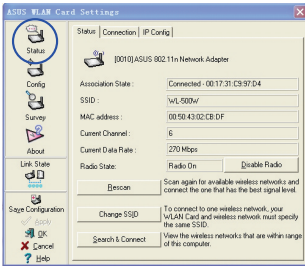 ASUS WLAN Card Settings
Status
Config
Survey
About
Link State
Save Configuration
Apply
OK
Cancel
Help
Status Connection IP Config
[0010] ASUS 802.11n Network Adapter
Association State : Connected - 00:17:31:C9:97:D4
SSID : WL-500W
MAC address : 00:50:43:02:CB:DF
Current Channel : 6
Current Data Rate : 270 Mbps
Radio State: Radio On Disable Radio
Rescan
Scan again for available wireless networks and
connect the one that has the best signal level.
Change SSID
To connect to one wireless network, your
WLAN Card and wireless network must specify
the same SSID.
Search & Connect
View the wireless networks that are within range
of this computer.